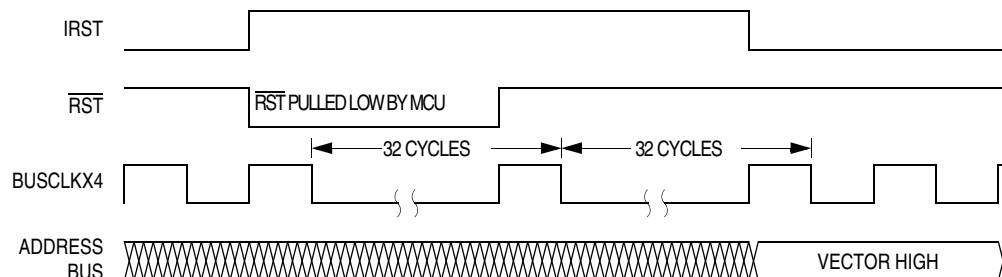 IRST
RST
RST PULLED LOW BY MCU
32 CYCLES
32 CYCLES
BUSCLKX4
ADDRESS
BUS
VECTOR HIGH